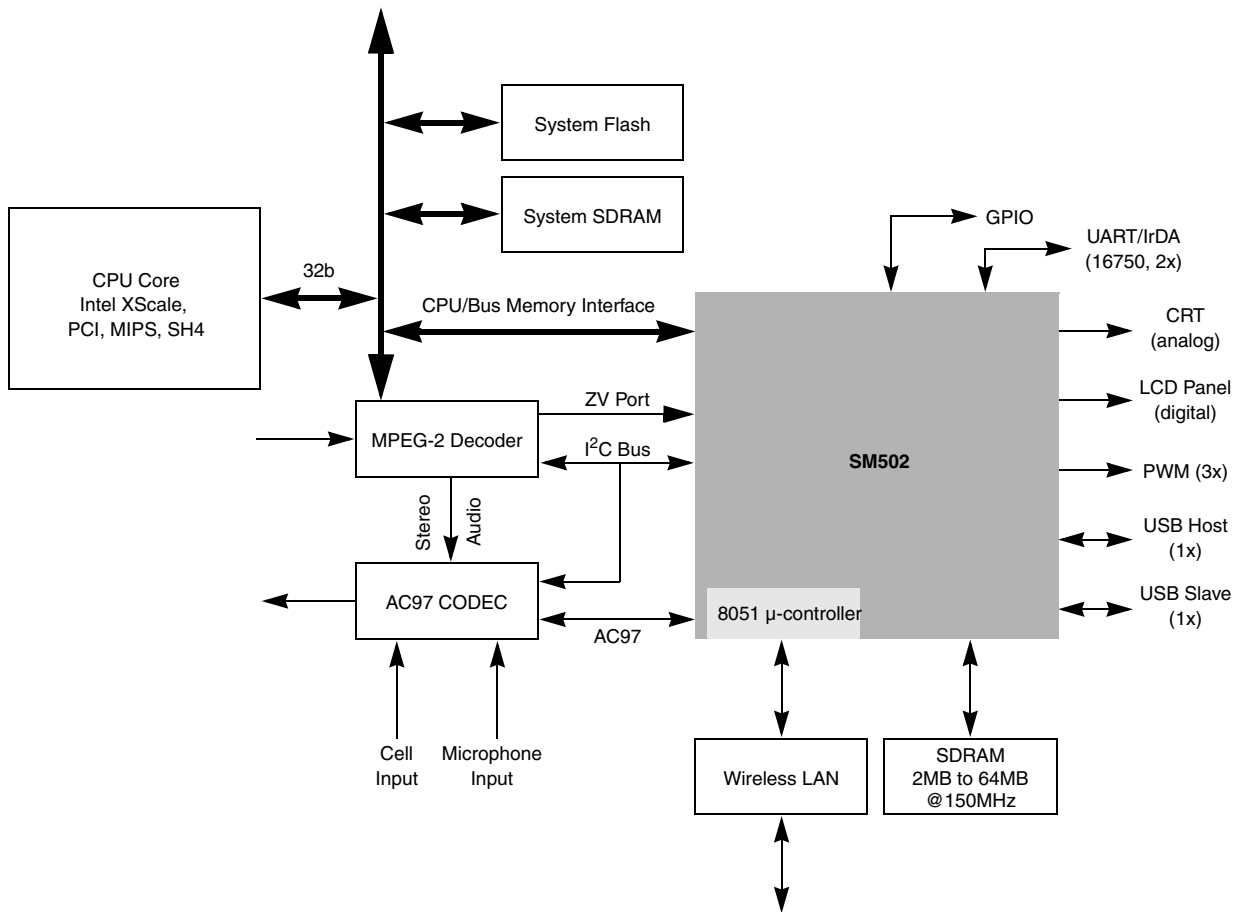 System Flash
System SDRAM
GPIO
UART/IrDA
(16750, 2x)
CPU Core
Intel XScale,
PCI, MIPS, SH4
32b
CPU/Bus Memory Interface
CRT
(analog)
ZV Port
LCD Panel
(digital)
MPEG-2 Decoder
I²C Bus
SM502
PWM (3x)
Stereo
Audio
USB Host
(1x)
AC97 CODEC
8051 µ-controller
USB Slave
(1x)
AC97
Cell
Input
Microphone
Input
Wireless LAN
SDRAM
2MB to 64MB
@150MHz